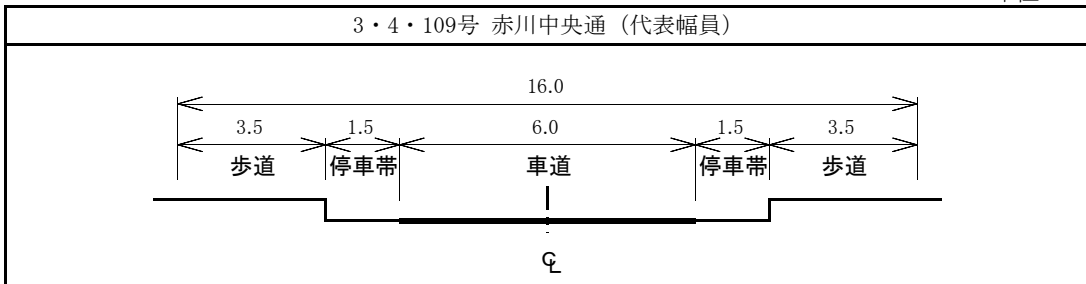 3・4・109号 赤川中央通（代表幅員）
16.0
3.5 1.5 6.0 1.5 3.5
歩道 停車帯 車道 停車帯 歩道
℄